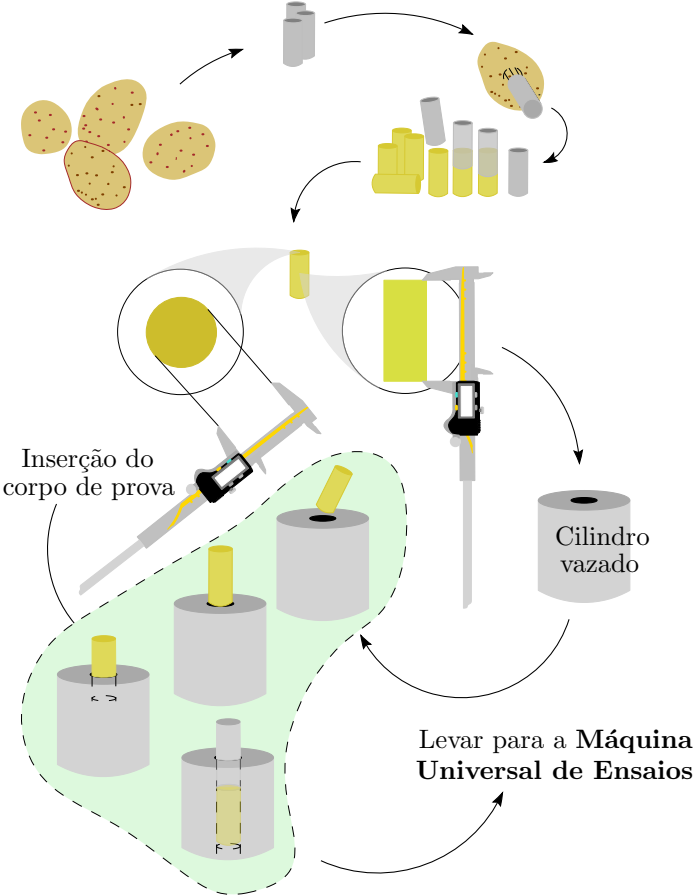 Inserção do
corpo de prova
Cilindro
vazado
Levar para a Máquina
Universal de Ensaios